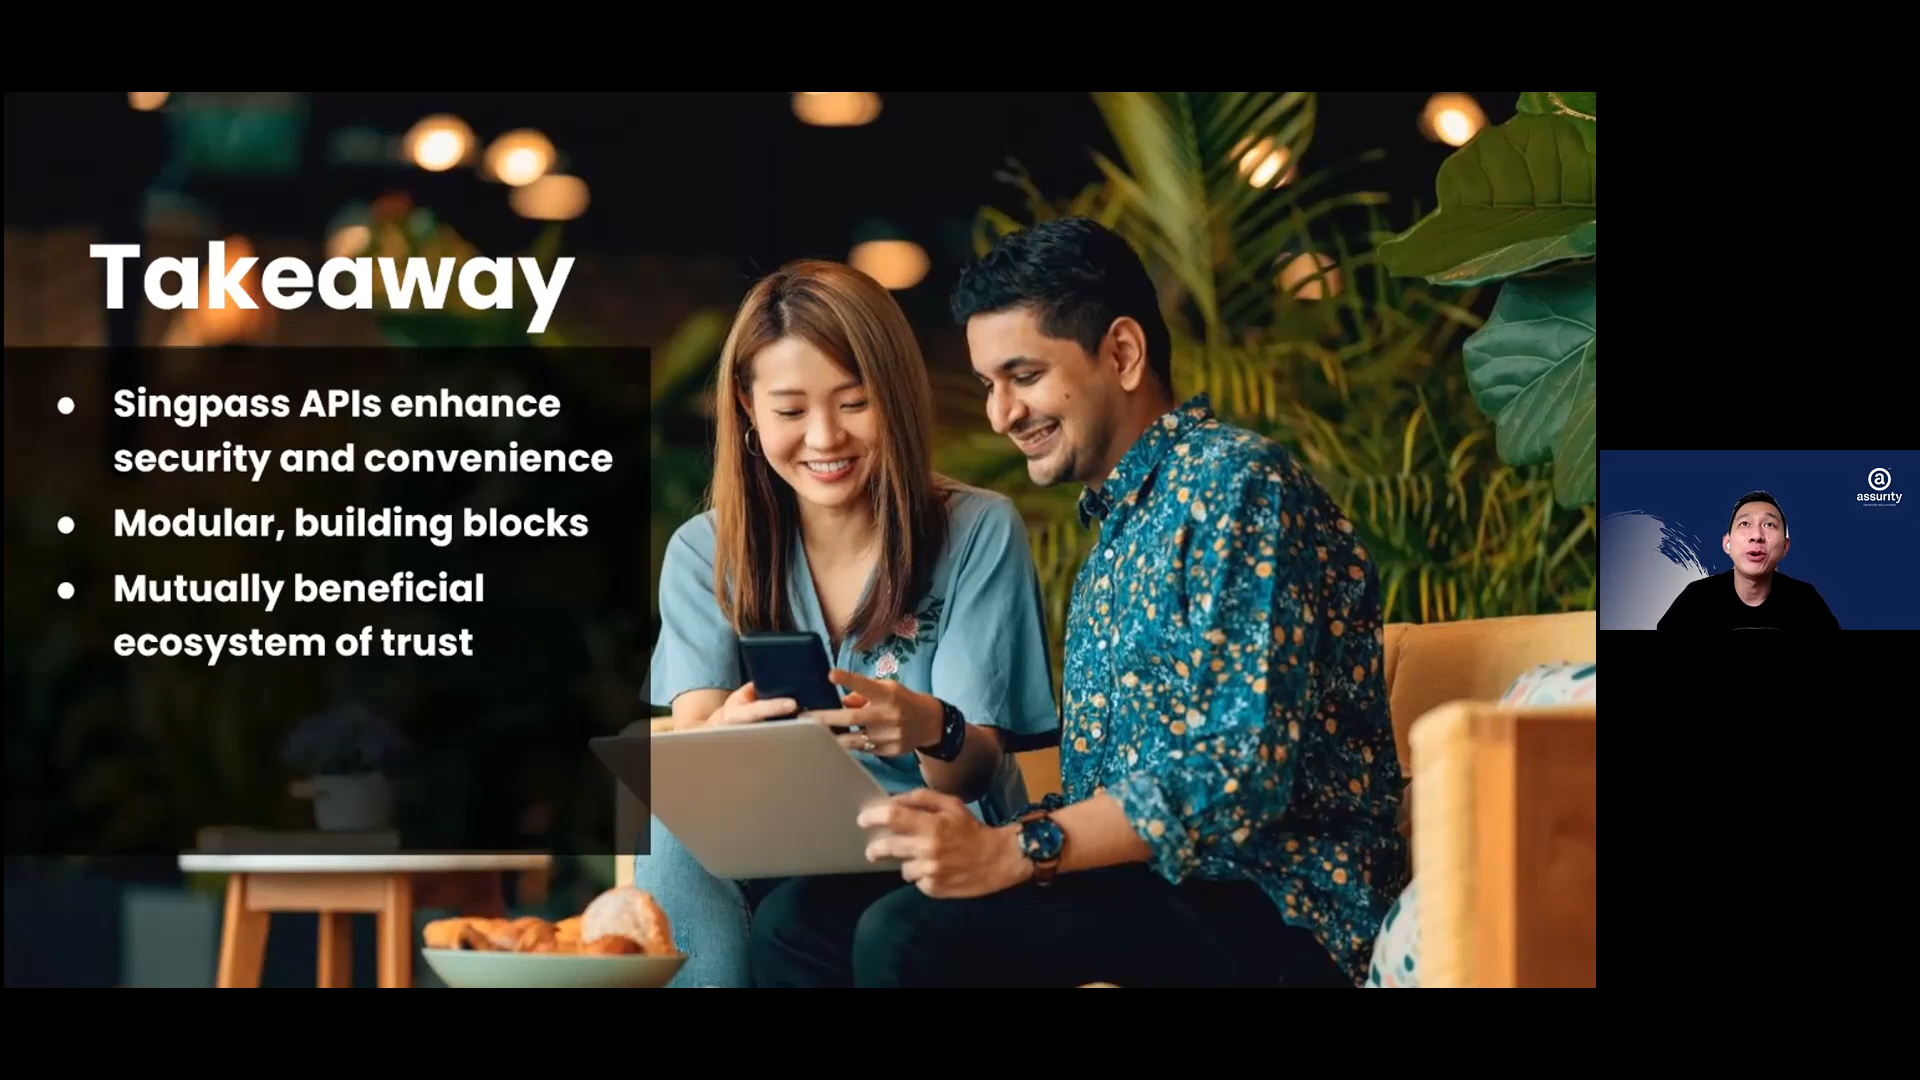 Takeaway
● Singpass APIs enhance
security and convenience
● Modular, building blocks
● Mutually beneficial
ecosystem of trust
a
assurity